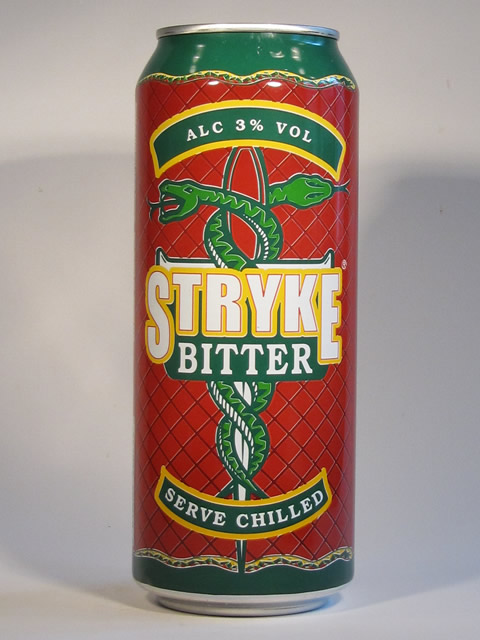 ALC 3% VOL
STRYKE
®
BITTER
SERVE CHILLED